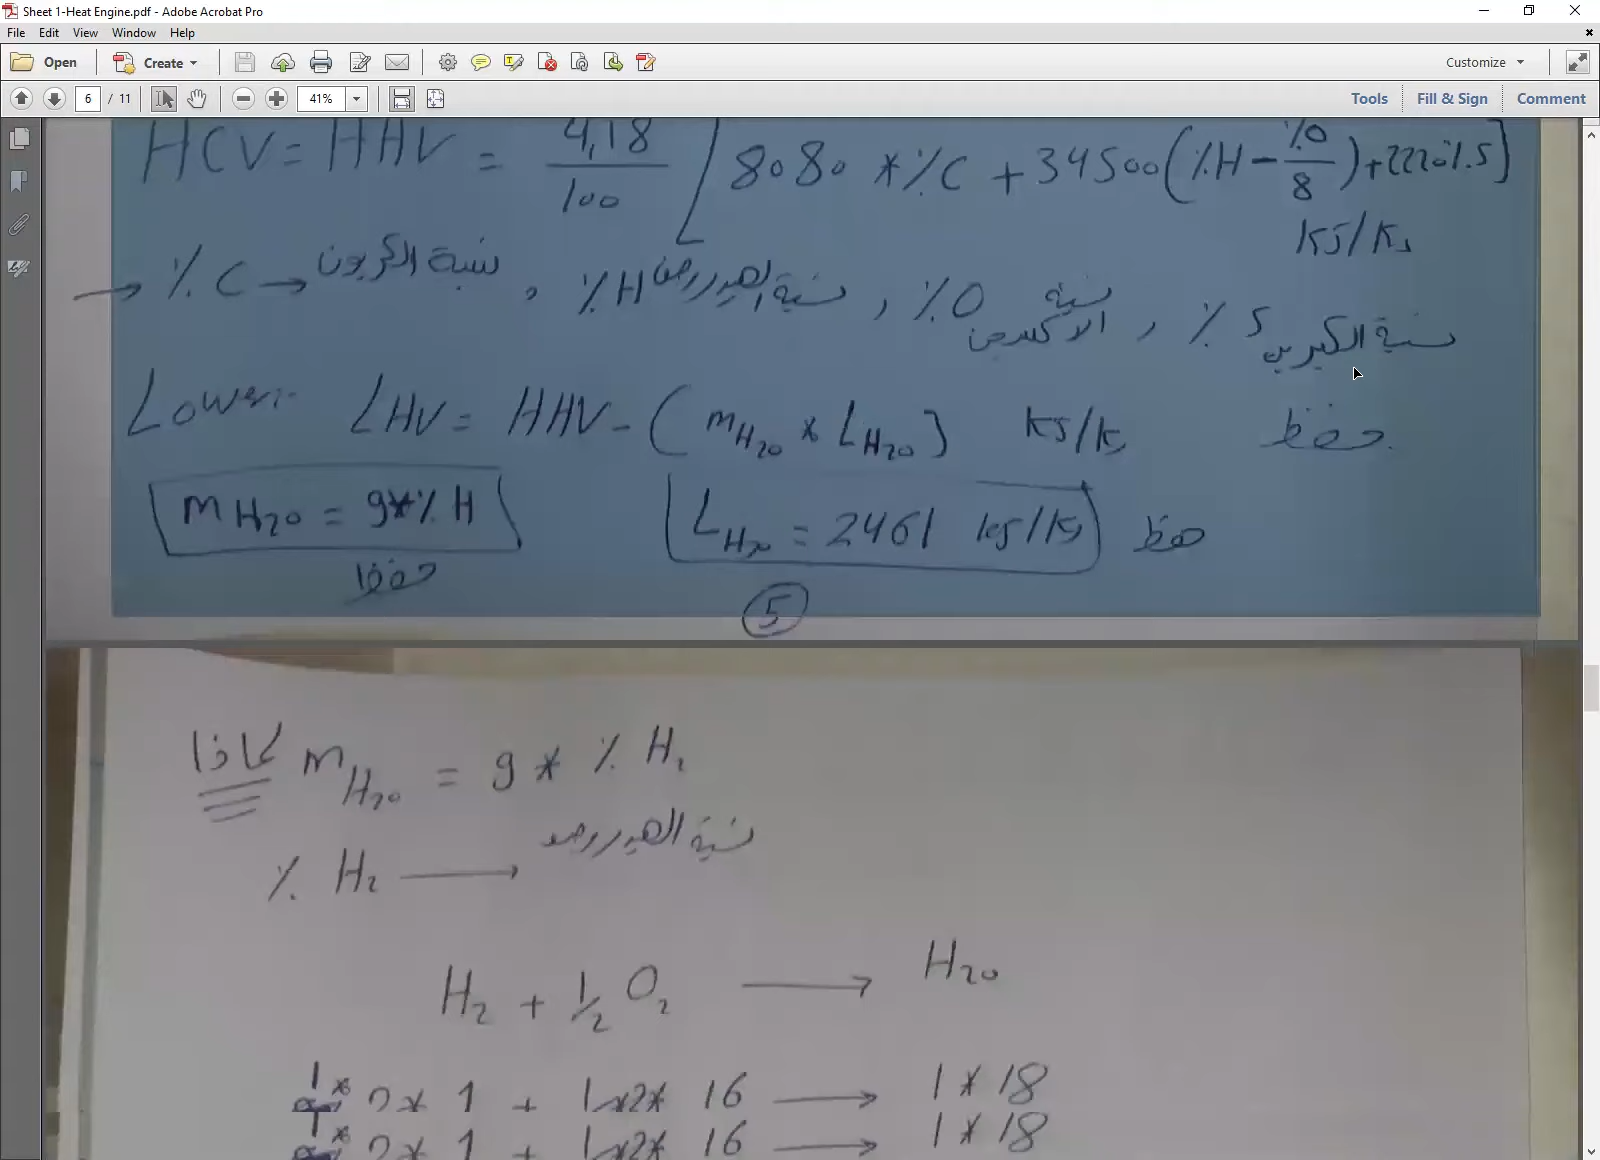 Sheet 1-Heat Engine.pdf - Adobe Acrobat Pro
File Edit View Window Help
Open Create Customize
6 / 11 41% Tools Fill & Sign Comment
HCV = HHV = 4,18/100 [8080 * %C + 34500(%H - %O/8) + 2220%S]
kJ/kg
→ %C → نسبة الكربون , %H نسبة الهيدروجين , %O نسبة الاكسجين , %S نسبة الكبريت
Lower:- LHV = HHV - (mH2O * LH2O) kJ/kg حفظ
mH2O = 9*%H LH2O = 2461 kJ/kg حفظ
حفظ
5
لماذا mH2O = 9 * % H2
% H2 → نسبة الهيدروجين
H2 + 1/2 O2 → H2O
1* 2* 1 + 1*2* 16 → 1 * 18
1* 2* 1 + 1*2* 16 → 1 * 18